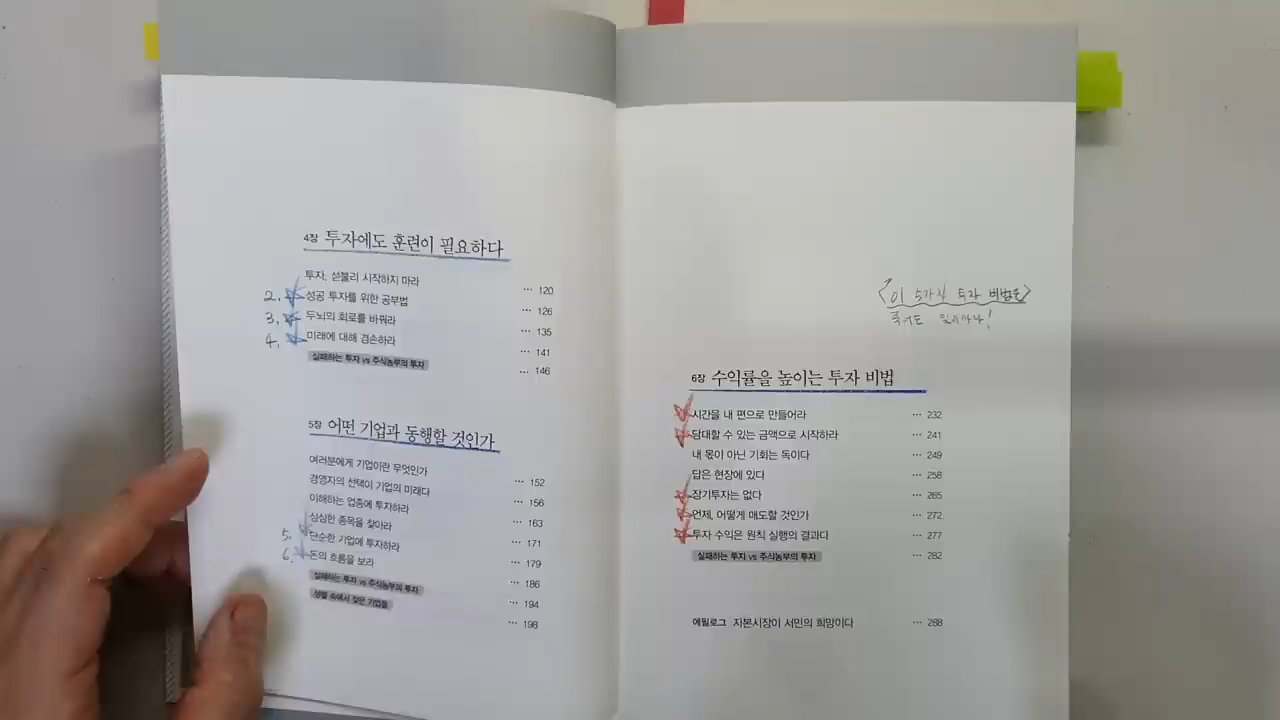 4장 투자에도 훈련이 필요하다
투자, 섣불리 시작하지 마라 ··· 120
2. 성공 투자를 위한 공부법 ··· 126
3. 두뇌의 회로를 바꿔라 ··· 135
4. 미래에 대해 겸손하라 ··· 141
실패하는 투자 vs 주식농부의 투자 ··· 146
5장 어떤 기업과 동행할 것인가
여러분에게 기업이란 무엇인가 ··· 152
경영자의 선택이 기업의 미래다 ··· 156
이해하는 업종에 투자하라 ··· 163
심심한 종목을 찾아라 ··· 171
5. 단순한 기업에 투자하라 ··· 179
6. 돈의 흐름을 보라 ··· 186
실패하는 투자 vs 주식농부의 투자 ··· 194
생활 속에서 찾은 기업들 ··· 198
<이 5가지 투자 비법은>
죽어도 잊지마라!
6장 수익률을 높이는 투자 비법
시간을 내 편으로 만들어라 ··· 232
담대할 수 있는 금액으로 시작하라 ··· 241
내 몫이 아닌 기회는 독이다 ··· 249
답은 현장에 있다 ··· 258
장기투자는 없다 ··· 265
언제, 어떻게 매도할 것인가 ··· 272
투자 수익은 원칙 실행의 결과다 ··· 277
실패하는 투자 vs 주식농부의 투자 ··· 282
에필로그 자본시장이 서민의 희망이다 ··· 288